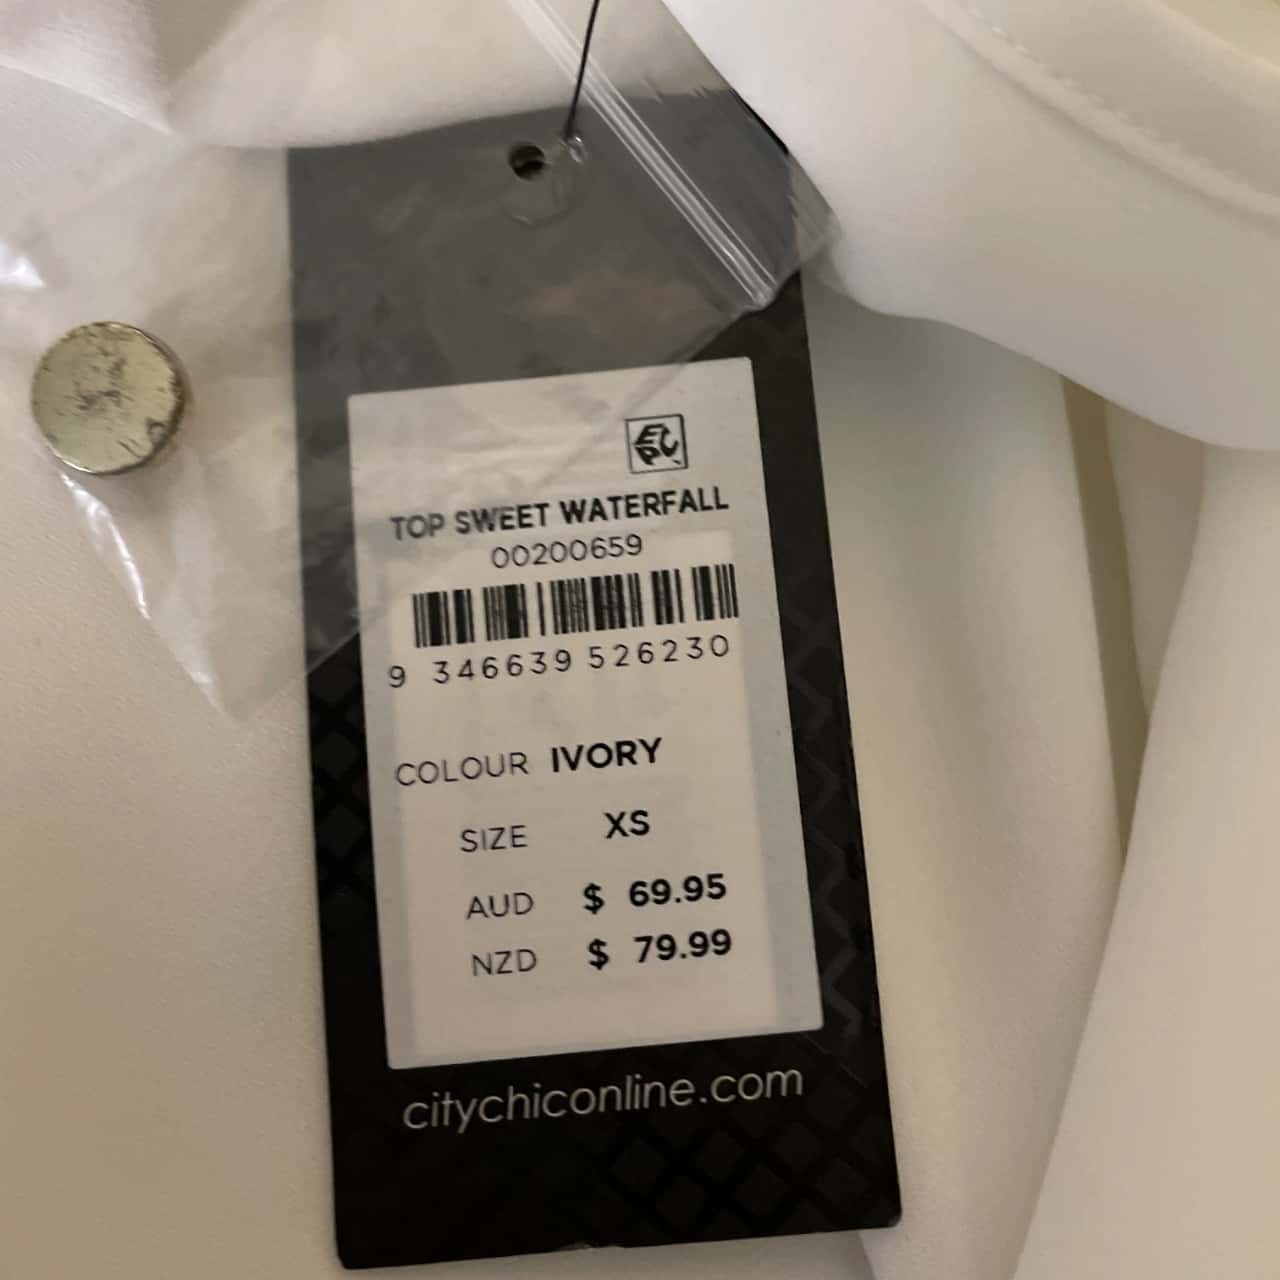 EPC
TOP SWEET WATERFALL
00200659
9 346639 526230
COLOUR IVORY
SIZE XS
AUD $ 69.95
NZD $ 79.99
citychiconline.com